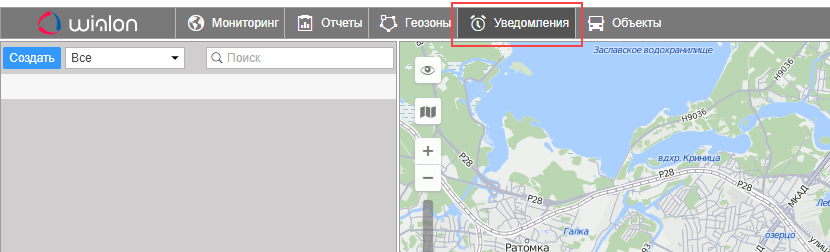 wialon Мониторинг Отчеты Геозоны Уведомления Объекты
Создать Все Поиск
Заславское водохранилище
Н9036
Н9036
Р28
вдхр. Криница
Р28
Р28
МКАД
Галка
озерцо
Ратомка